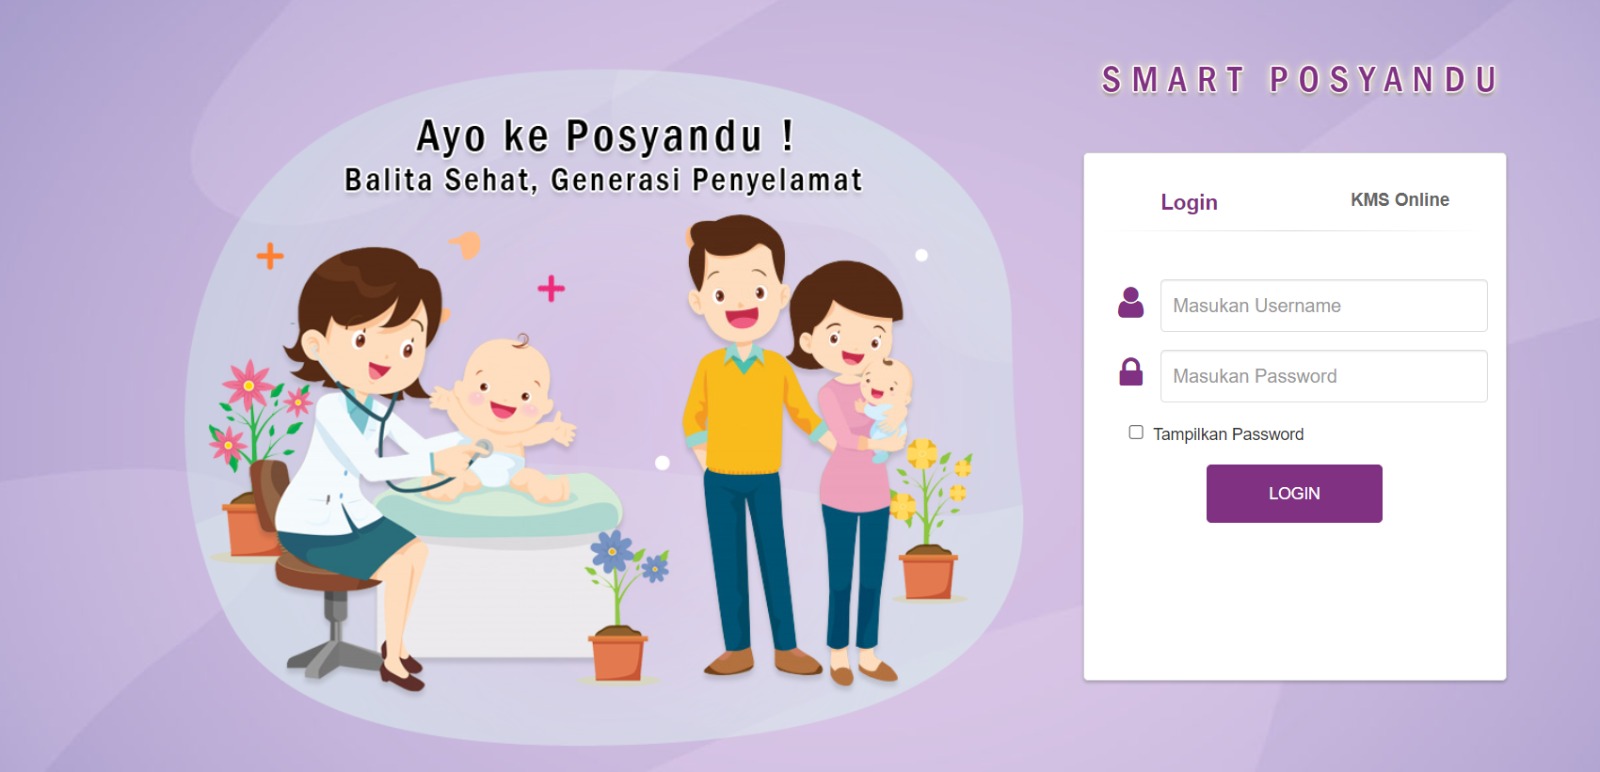 SMART POSYANDU
Ayo ke Posyandu !
Balita Sehat, Generasi Penyelamat
Login
KMS Online
Masukan Username
Masukan Password
Tampilkan Password
LOGIN